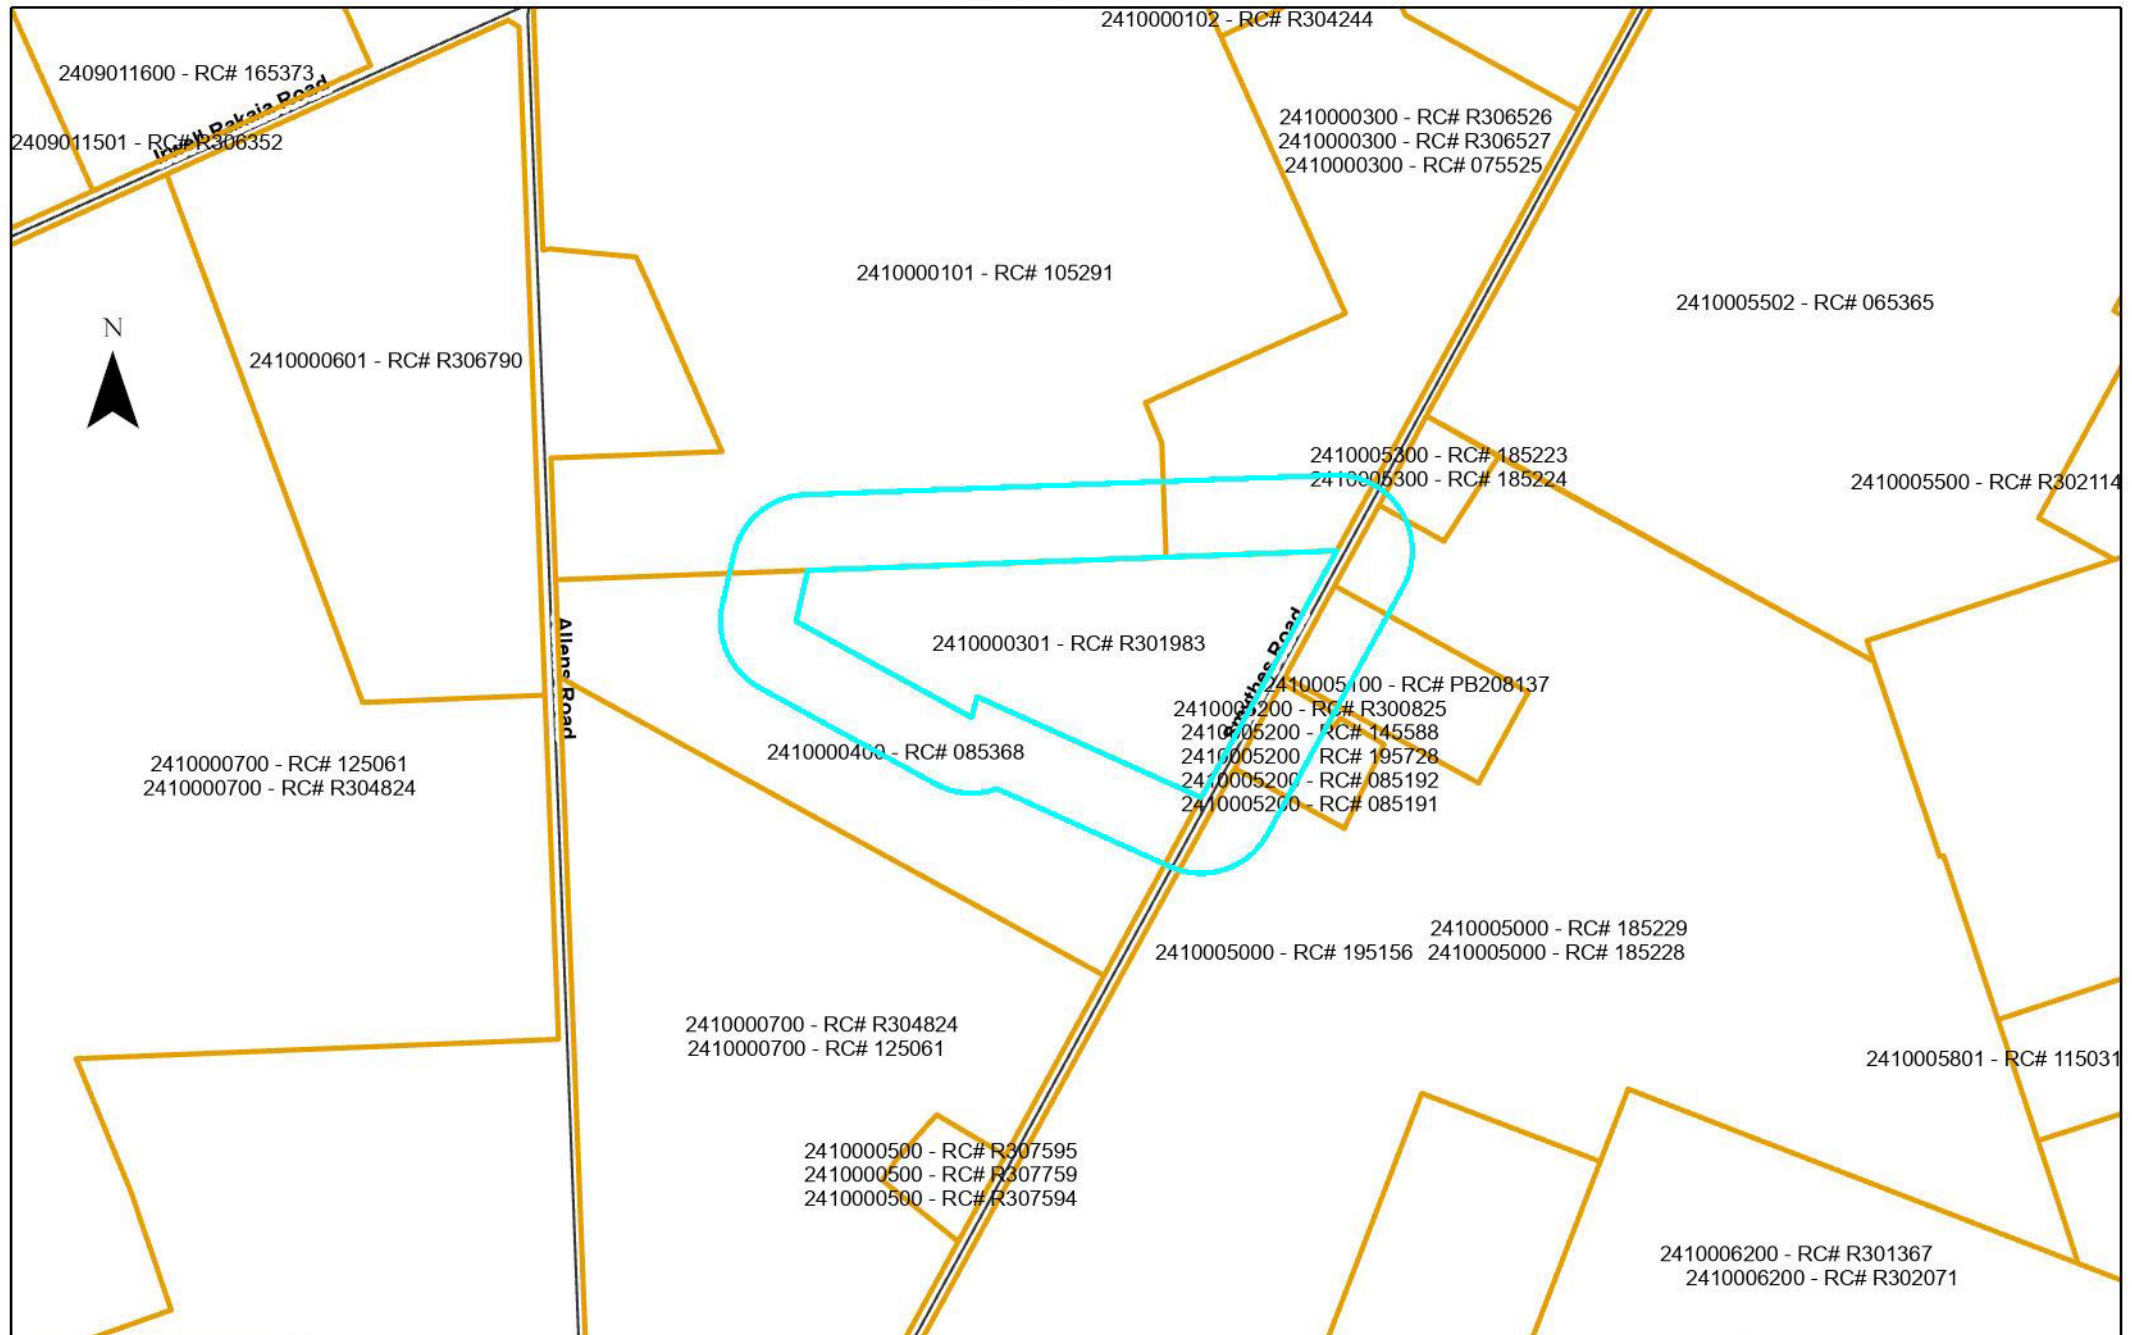 2410000102 - RC# R304244
2409011600 - RC# 165373
Irwell Rakaia Road
2409011501 - RC# R306352
2410000300 - RC# R306526
2410000300 - RC# R306527
2410000300 - RC# 075525
2410000101 - RC# 105291
2410005502 - RC# 065365
N
2410000601 - RC# R306790
2410005300 - RC# 185223
2410005300 - RC# 185224
2410005500 - RC# R302114
Allens Road
2410000301 - RC# R301983
Road
2410005100 - RC# PB208137
2410005200 - RC# R300825
2410005200 - RC# 145588
2410005200 - RC# 195728
2410005200 - RC# 085192
2410005200 - RC# 085191
2410000400 - RC# 085368
2410000700 - RC# 125061
2410000700 - RC# R304824
2410005000 - RC# 185229
2410005000 - RC# 195156 2410005000 - RC# 185228
2410000700 - RC# R304824
2410000700 - RC# 125061
2410005801 - RC# 115031
2410000500 - RC# R307595
2410000500 - RC# R307759
2410000500 - RC# R307594
2410006200 - RC# R301367
2410006200 - RC# R302071